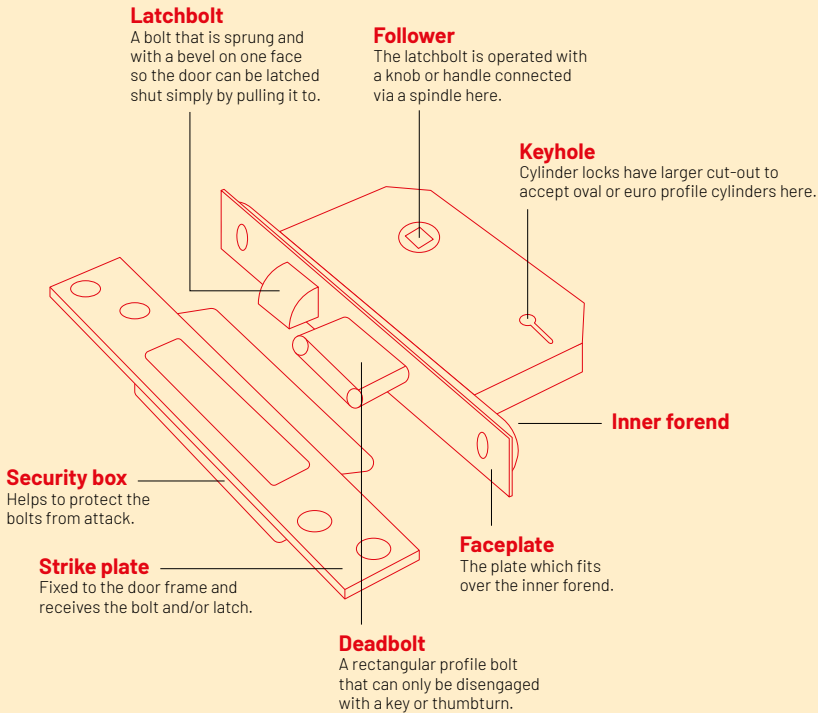 Latchbolt
A bolt that is sprung and
with a bevel on one face
so the door can be latched
shut simply by pulling it to.
Follower
The latchbolt is operated with
a knob or handle connected
via a spindle here.
Keyhole
Cylinder locks have larger cut-out to
accept oval or euro profile cylinders here.
Inner forend
Security box
Helps to protect the
bolts from attack.
Faceplate
The plate which fits
over the inner forend.
Strike plate
Fixed to the door frame and
receives the bolt and/or latch.
Deadbolt
A rectangular profile bolt
that can only be disengaged
with a key or thumbturn.